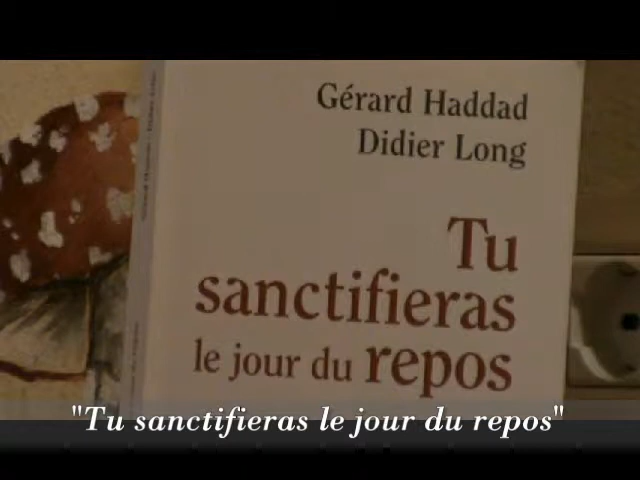 Gérard Haddad
Didier Long
Tu
sanctifieras
le jour du repos
"Tu sanctifieras le jour du repos"